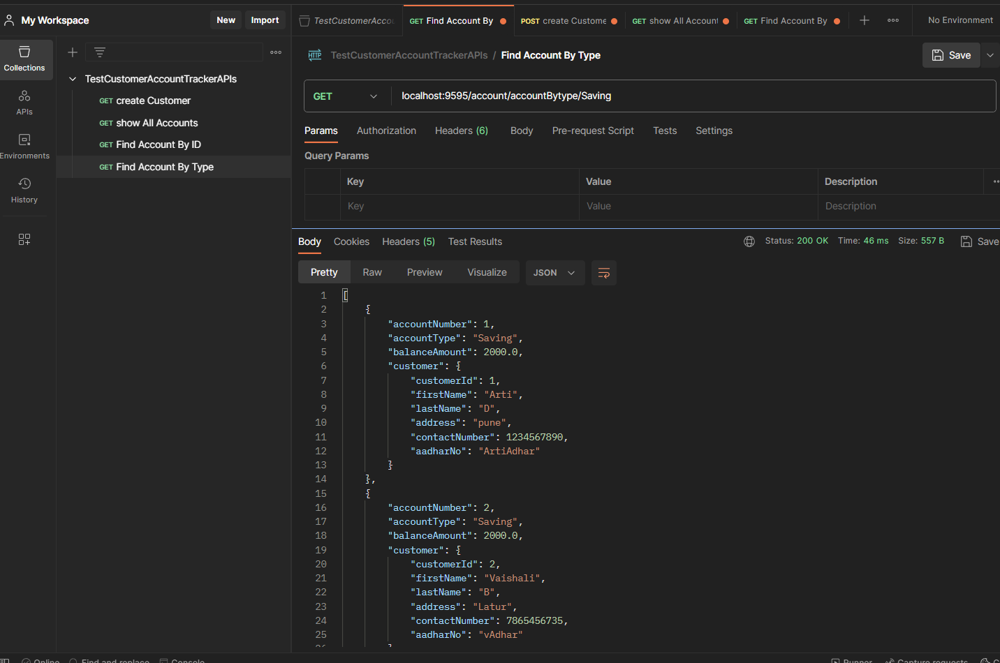 My Workspace
New
Import
TestCustomerAccou
GET Find Account By
POST create Custome
GET show All Account
GET Find Account By
No Environment
Collections
APIs
Environments
History
TestCustomerAccountTrackerAPIs
GET create Customer
GET show All Accounts
GET Find Account By ID
GET Find Account By Type
HTTP TestCustomerAccountTrackerAPIs / Find Account By Type
Save
GET localhost:9595/account/accountBytype/Saving
Params Authorization Headers (6) Body Pre-request Script Tests Settings
Query Params
Key Value Description
Key Value Description
Body Cookies Headers (5) Test Results
Status: 200 OK Time: 46 ms Size: 557 B
Save
Pretty Raw Preview Visualize JSON
1 [
2 {
3 "accountNumber": 1,
4 "accountType": "Saving",
5 "balanceAmount": 2000.0,
6 "customer": {
7 "customerId": 1,
8 "firstName": "Arti",
9 "lastName": "D",
10 "address": "pune",
11 "contactNumber": 1234567890,
12 "aadharNo": "ArtiAdhar"
13 }
14 },
15 {
16 "accountNumber": 2,
17 "accountType": "Saving",
18 "balanceAmount": 2000.0,
19 "customer": {
20 "customerId": 2,
21 "firstName": "Vaishali",
22 "lastName": "B",
23 "address": "Latur",
24 "contactNumber": 7865456735,
25 "aadharNo": "vAdhar"
26 }
Online Find and replace Console
Runner Capture requests